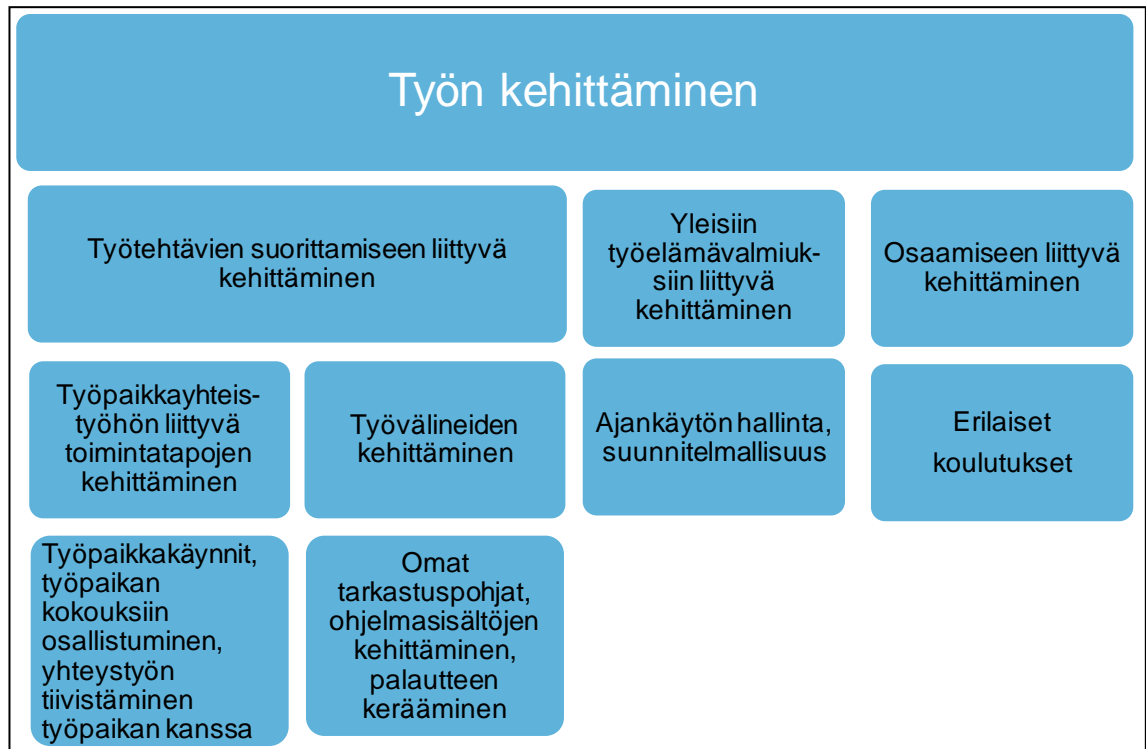 Työn kehittäminen
Työtehtävien suorittamiseen liittyvä
kehittäminen
Yleisiin
työelämävalmiuk-
siin liittyvä
kehittäminen
Osaamiseen liittyvä
kehittäminen
Työpaikkayhteis-
työhön liittyvä
toimintatapojen
kehittäminen
Työvälineiden
kehittäminen
Ajankäytön hallinta,
suunnitelmallisuus
Erilaiset
koulutukset
Työpaikkakäynnit,
työpaikan
kokouksiin
osallistuminen,
yhteystyön
tiivistäminen
työpaikan kanssa
Omat
tarkastuspohjat,
ohjelmasisältöjen
kehittäminen,
palautteen
kerääminen